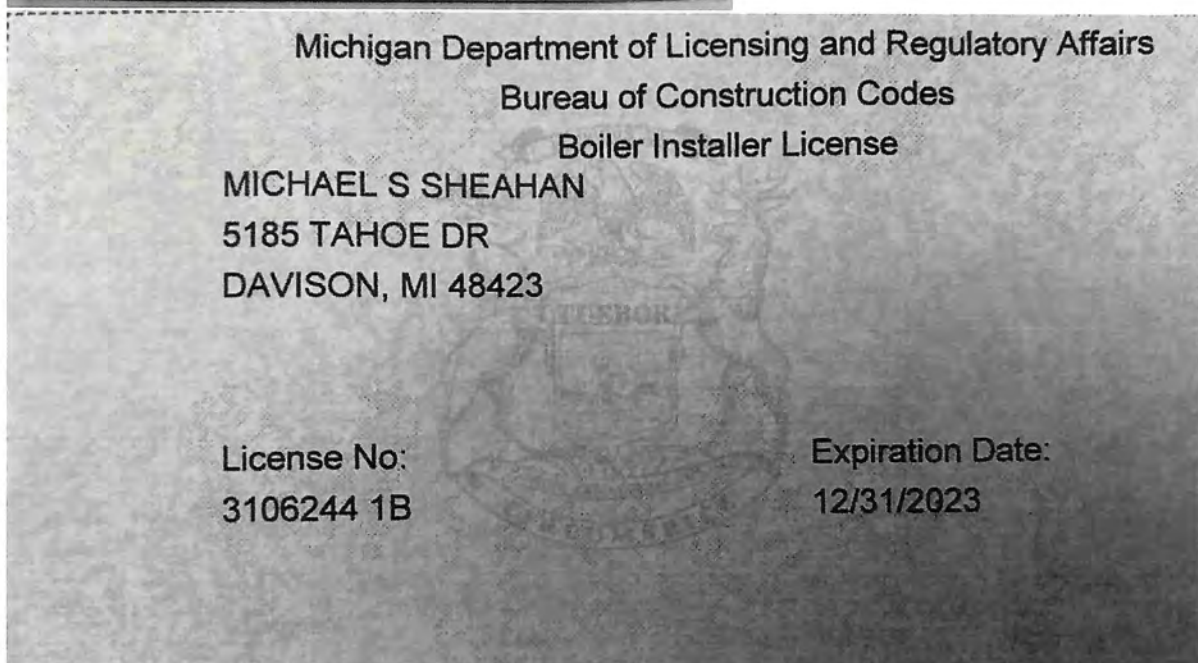 Michigan Department of Licensing and Regulatory Affairs
Bureau of Construction Codes
Boiler Installer License
MICHAEL S SHEAHAN
5185 TAHOE DR
DAVISON, MI 48423
TUEBOR
License No:
3106244 1B
Expiration Date:
12/31/2023